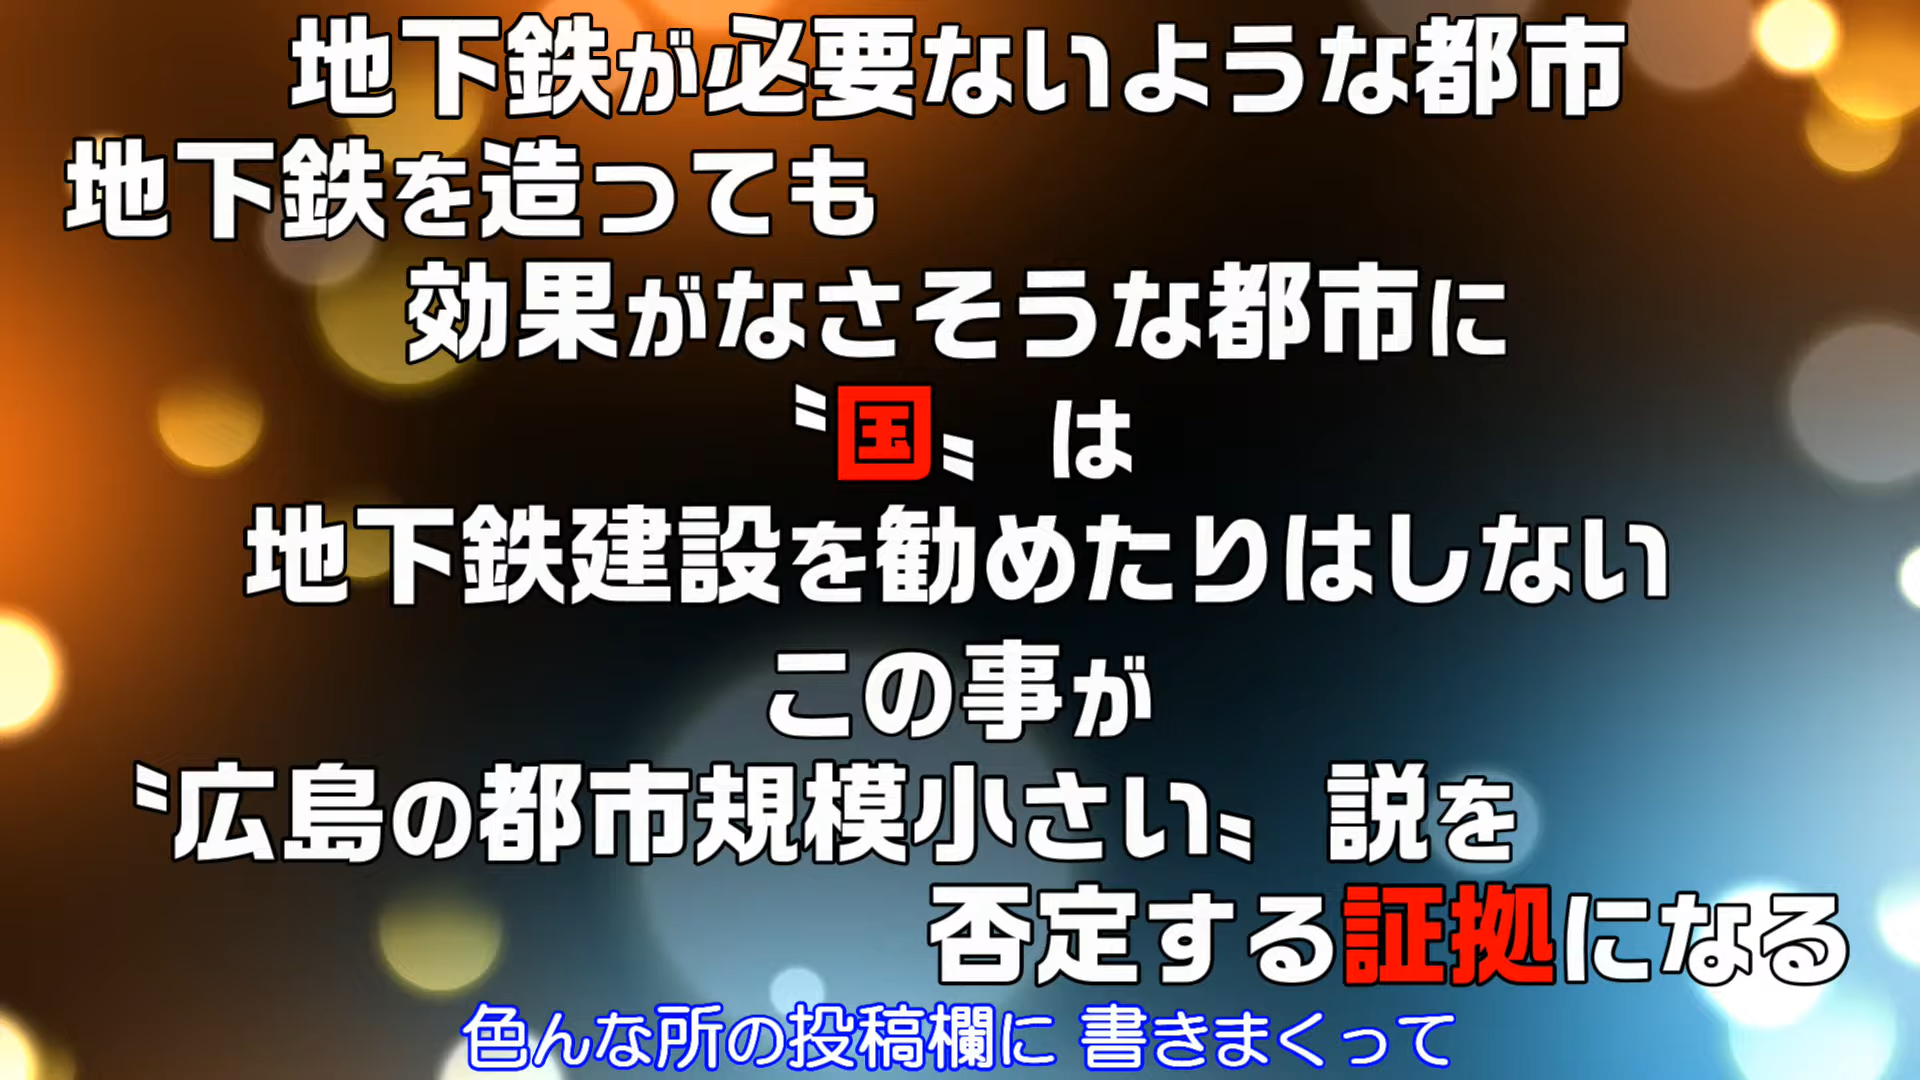 地下鉄が必要ないような都市
地下鉄を造っても
効果がなさそうな都市に
〝国〟は
地下鉄建設を勧めたりはしない
この事が
〝広島の都市規模小さい〟説を
否定する証拠になる
色んな所の投稿欄に 書きまくって